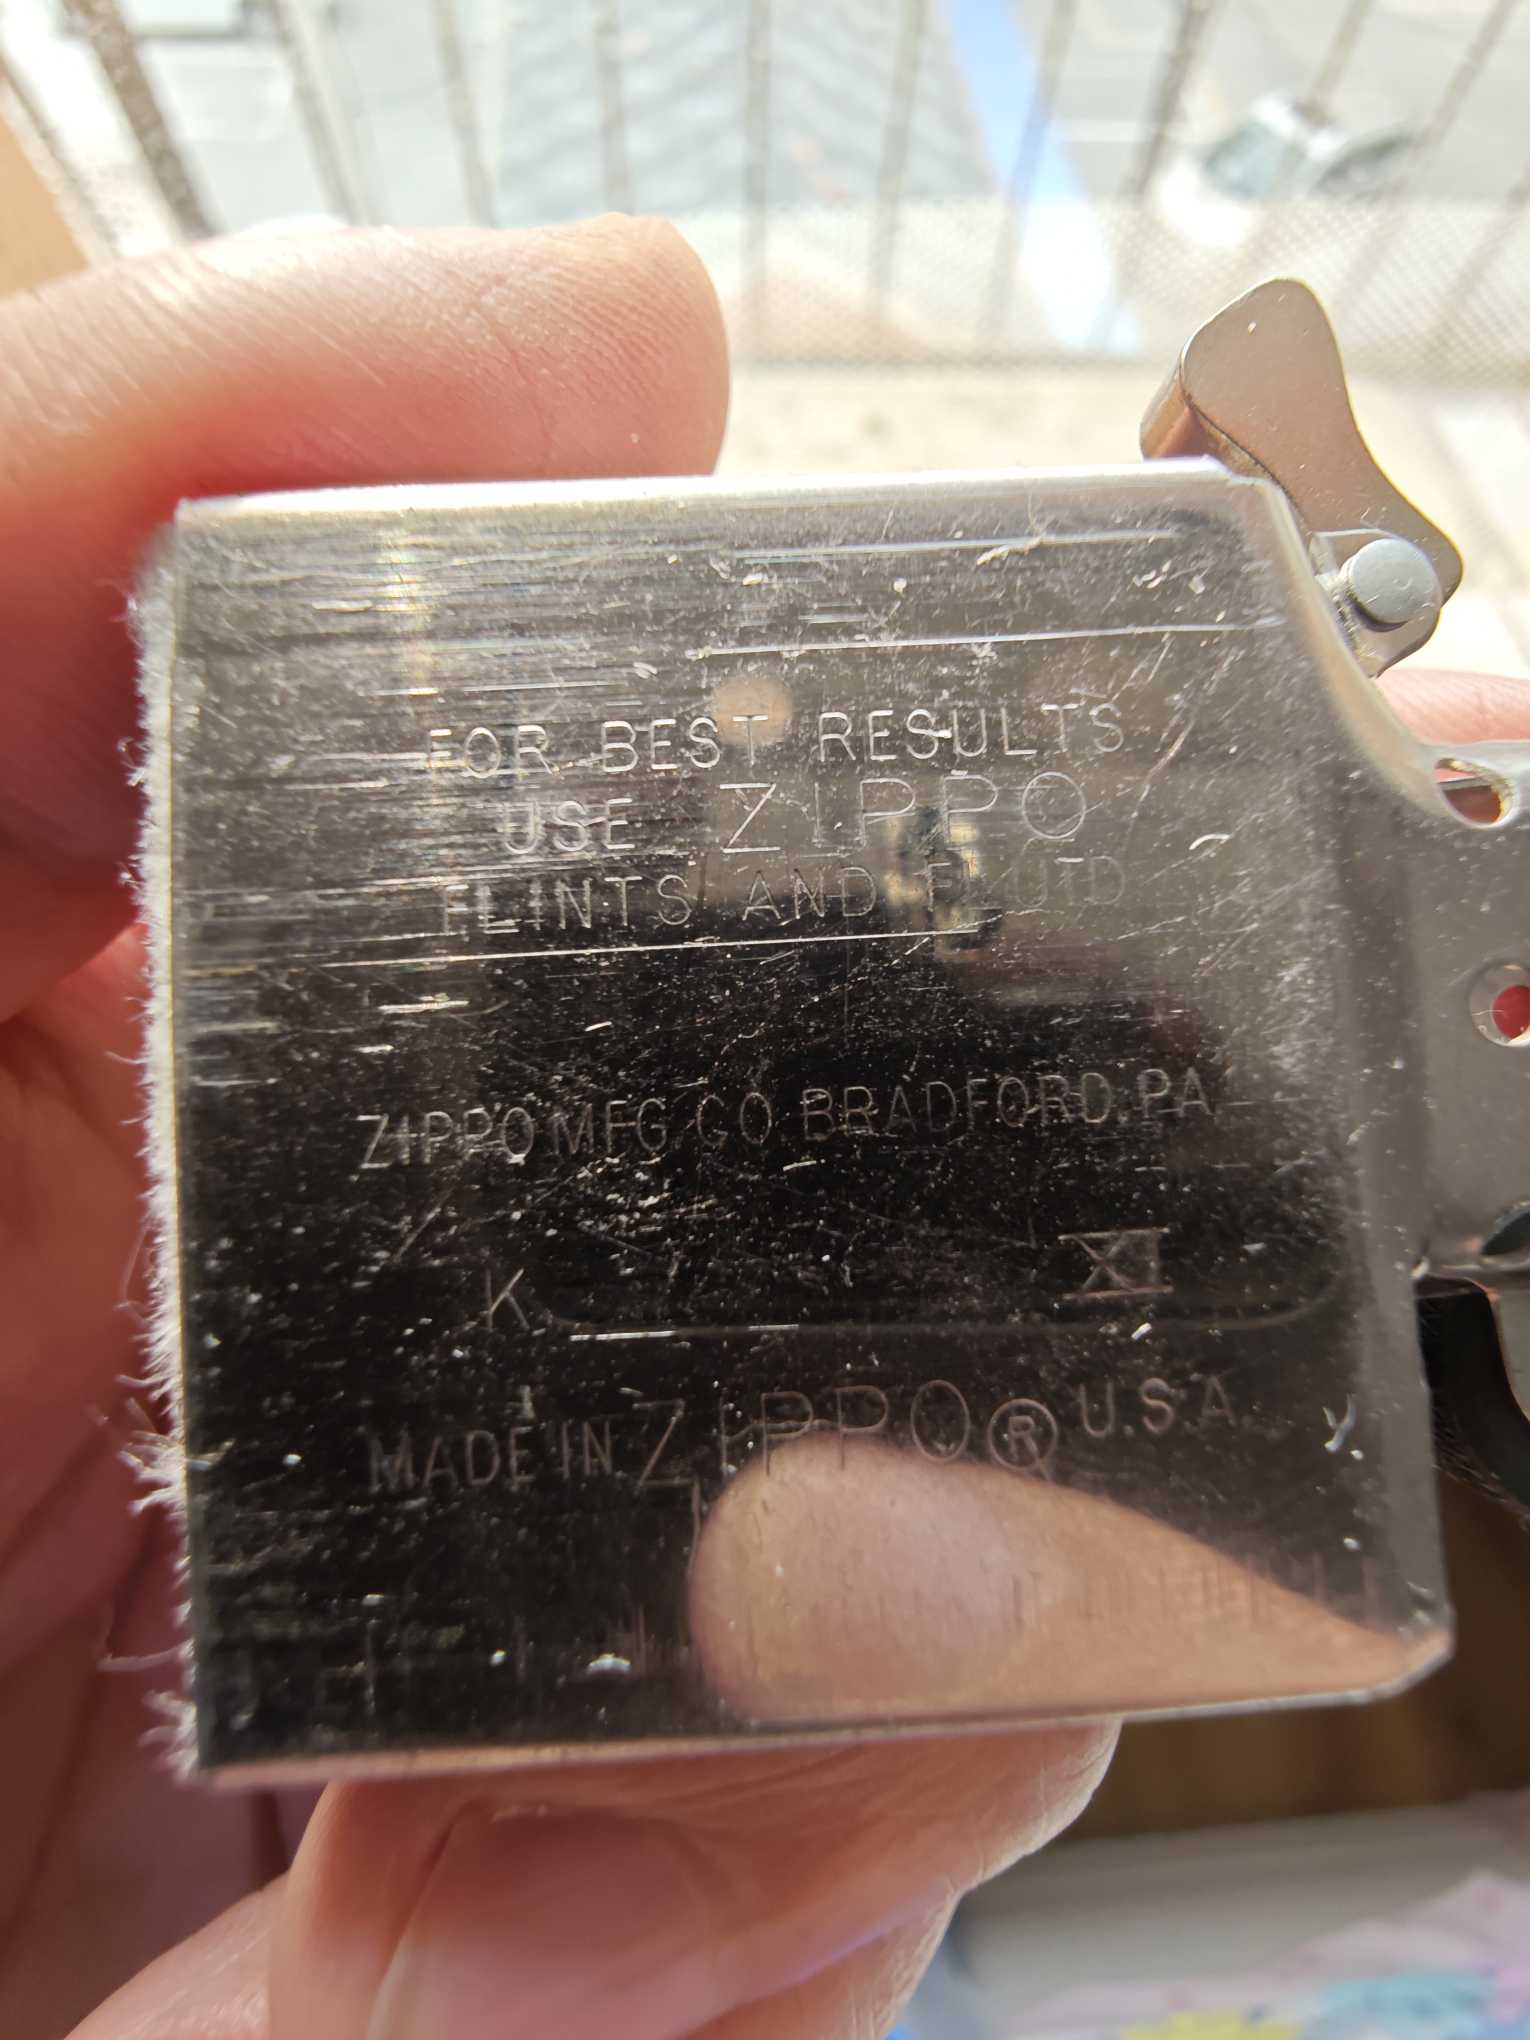 FOR BEST RESULTS
USE ZIPPO
FLINTS AND FLUID
ZIPPO MFG CO BRADFORD, PA
K XI
MADE IN ZIPPO® U.S.A.